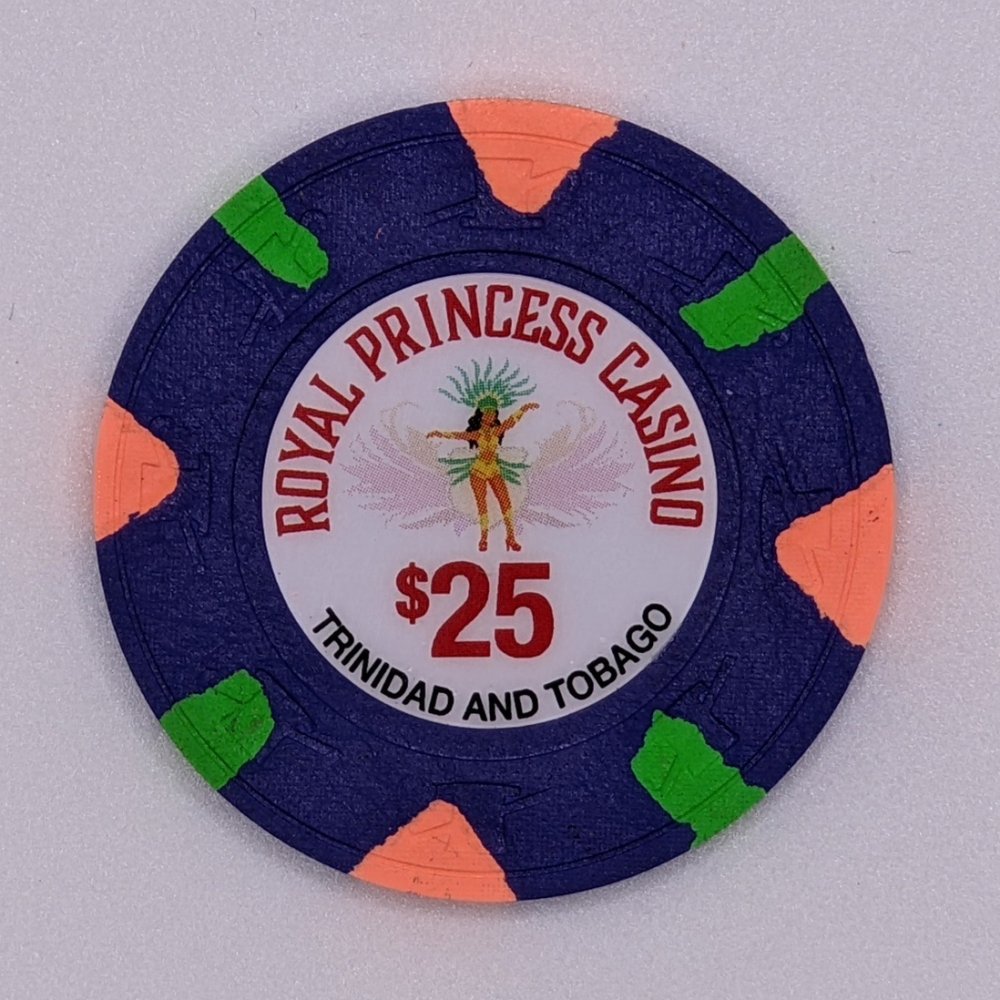 ROYAL PRINCESS CASINO
$25
TRINIDAD AND TOBAGO